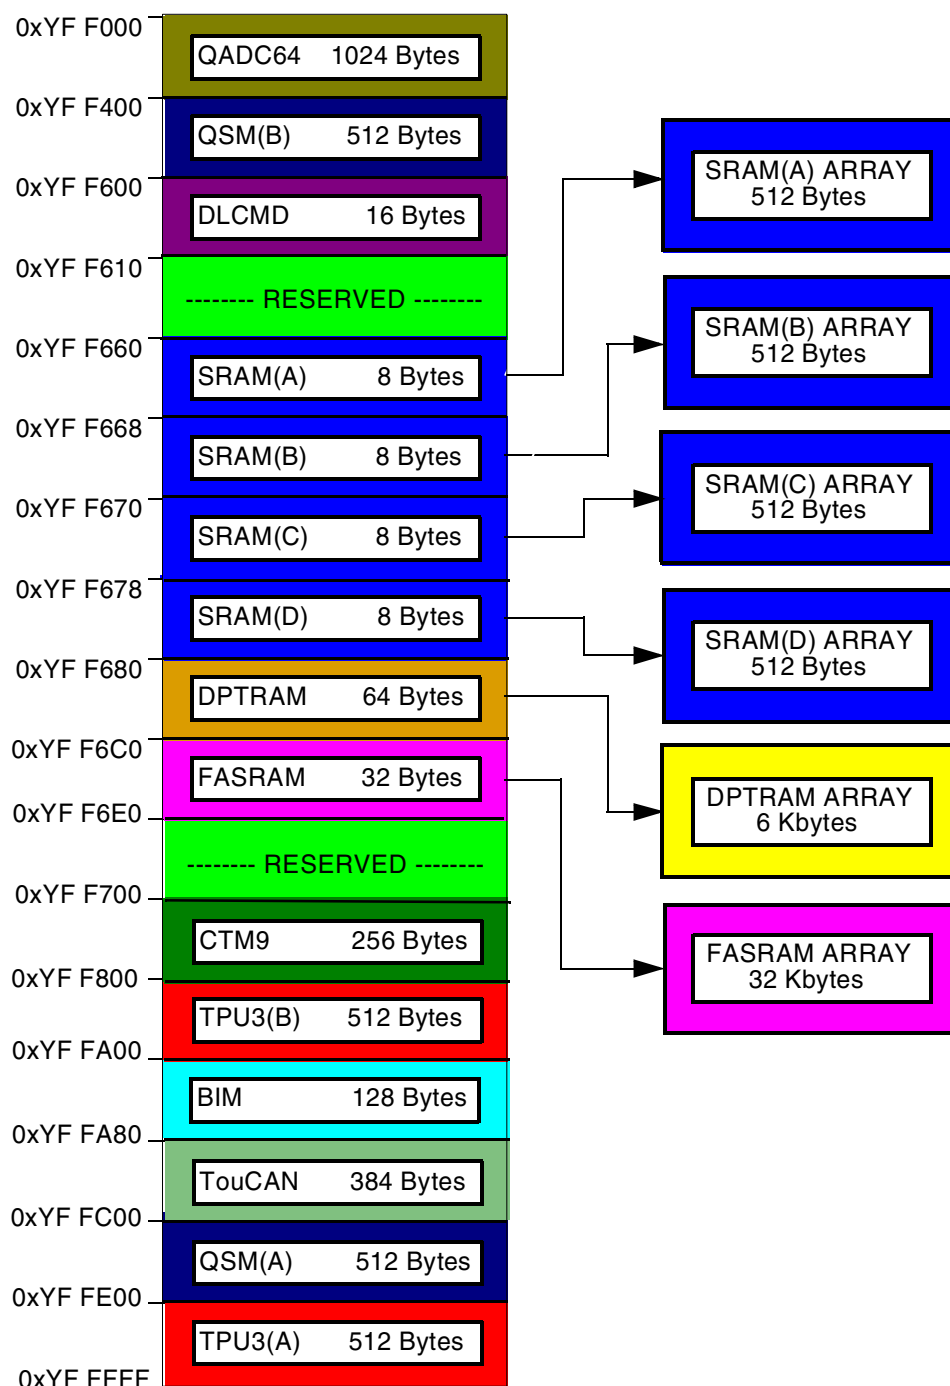 0xYF F000
QADC64 1024 Bytes
0xYF F400
QSM(B) 512 Bytes
0xYF F600
DLCMD 16 Bytes
0xYF F610
-------- RESERVED --------
0xYF F660
SRAM(A) 8 Bytes
0xYF F668
SRAM(B) 8 Bytes
0xYF F670
SRAM(C) 8 Bytes
0xYF F678
SRAM(D) 8 Bytes
0xYF F680
DPTRAM 64 Bytes
0xYF F6C0
FASRAM 32 Bytes
0xYF F6E0
-------- RESERVED --------
0xYF F700
CTM9 256 Bytes
0xYF F800
TPU3(B) 512 Bytes
0xYF FA00
BIM 128 Bytes
0xYF FA80
TouCAN 384 Bytes
0xYF FC00
QSM(A) 512 Bytes
0xYF FE00
TPU3(A) 512 Bytes
0xYF FFFF
SRAM(A) ARRAY
512 Bytes
SRAM(B) ARRAY
512 Bytes
SRAM(C) ARRAY
512 Bytes
SRAM(D) ARRAY
512 Bytes
DPTRAM ARRAY
6 Kbytes
FASRAM ARRAY
32 Kbytes